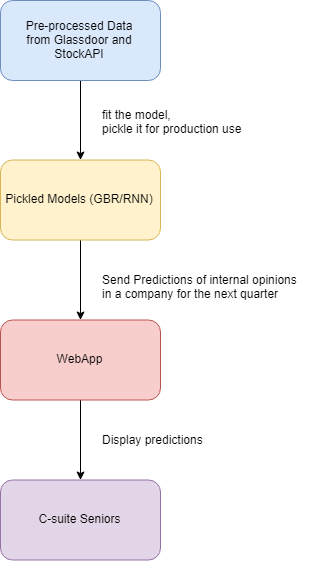 Pre-processed Data
from Glassdoor and
StockAPI
fit the model,
pickle it for production use
Pickled Models (GBR/RNN)
Send Predictions of internal opinions
in a company for the next quarter
WebApp
Display predictions
C-suite Seniors